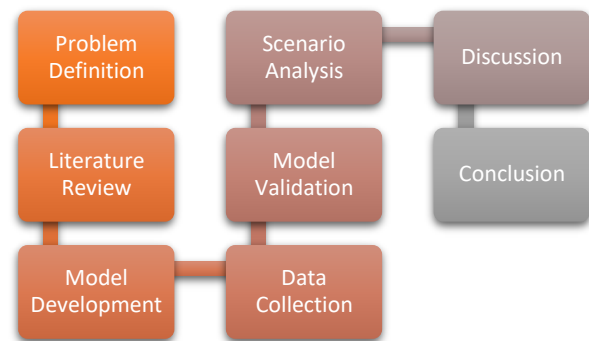 Problem
Definition
Literature
Review
Model
Development
Data
Collection
Model
Validation
Scenario
Analysis
Discussion
Conclusion